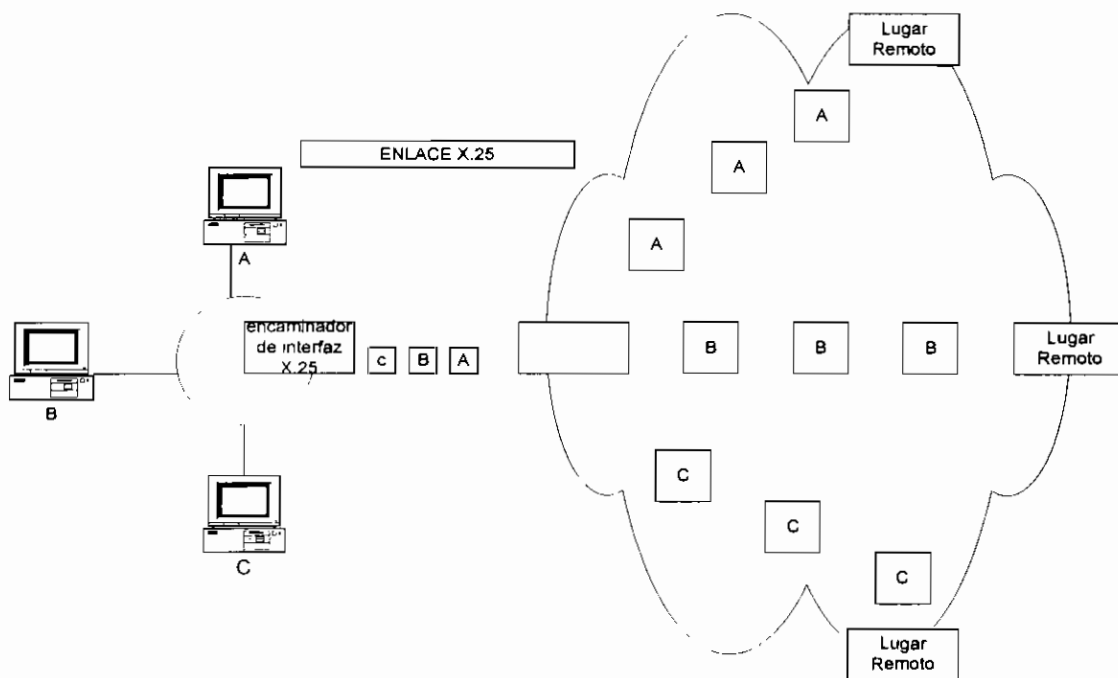 Lugar
Remoto
A
ENLACE X.25
A
A
A
encaminador
de interfaz
X.25
c B A
B B B
Lugar
Remoto
B
C
C
C
C
Lugar
Remoto